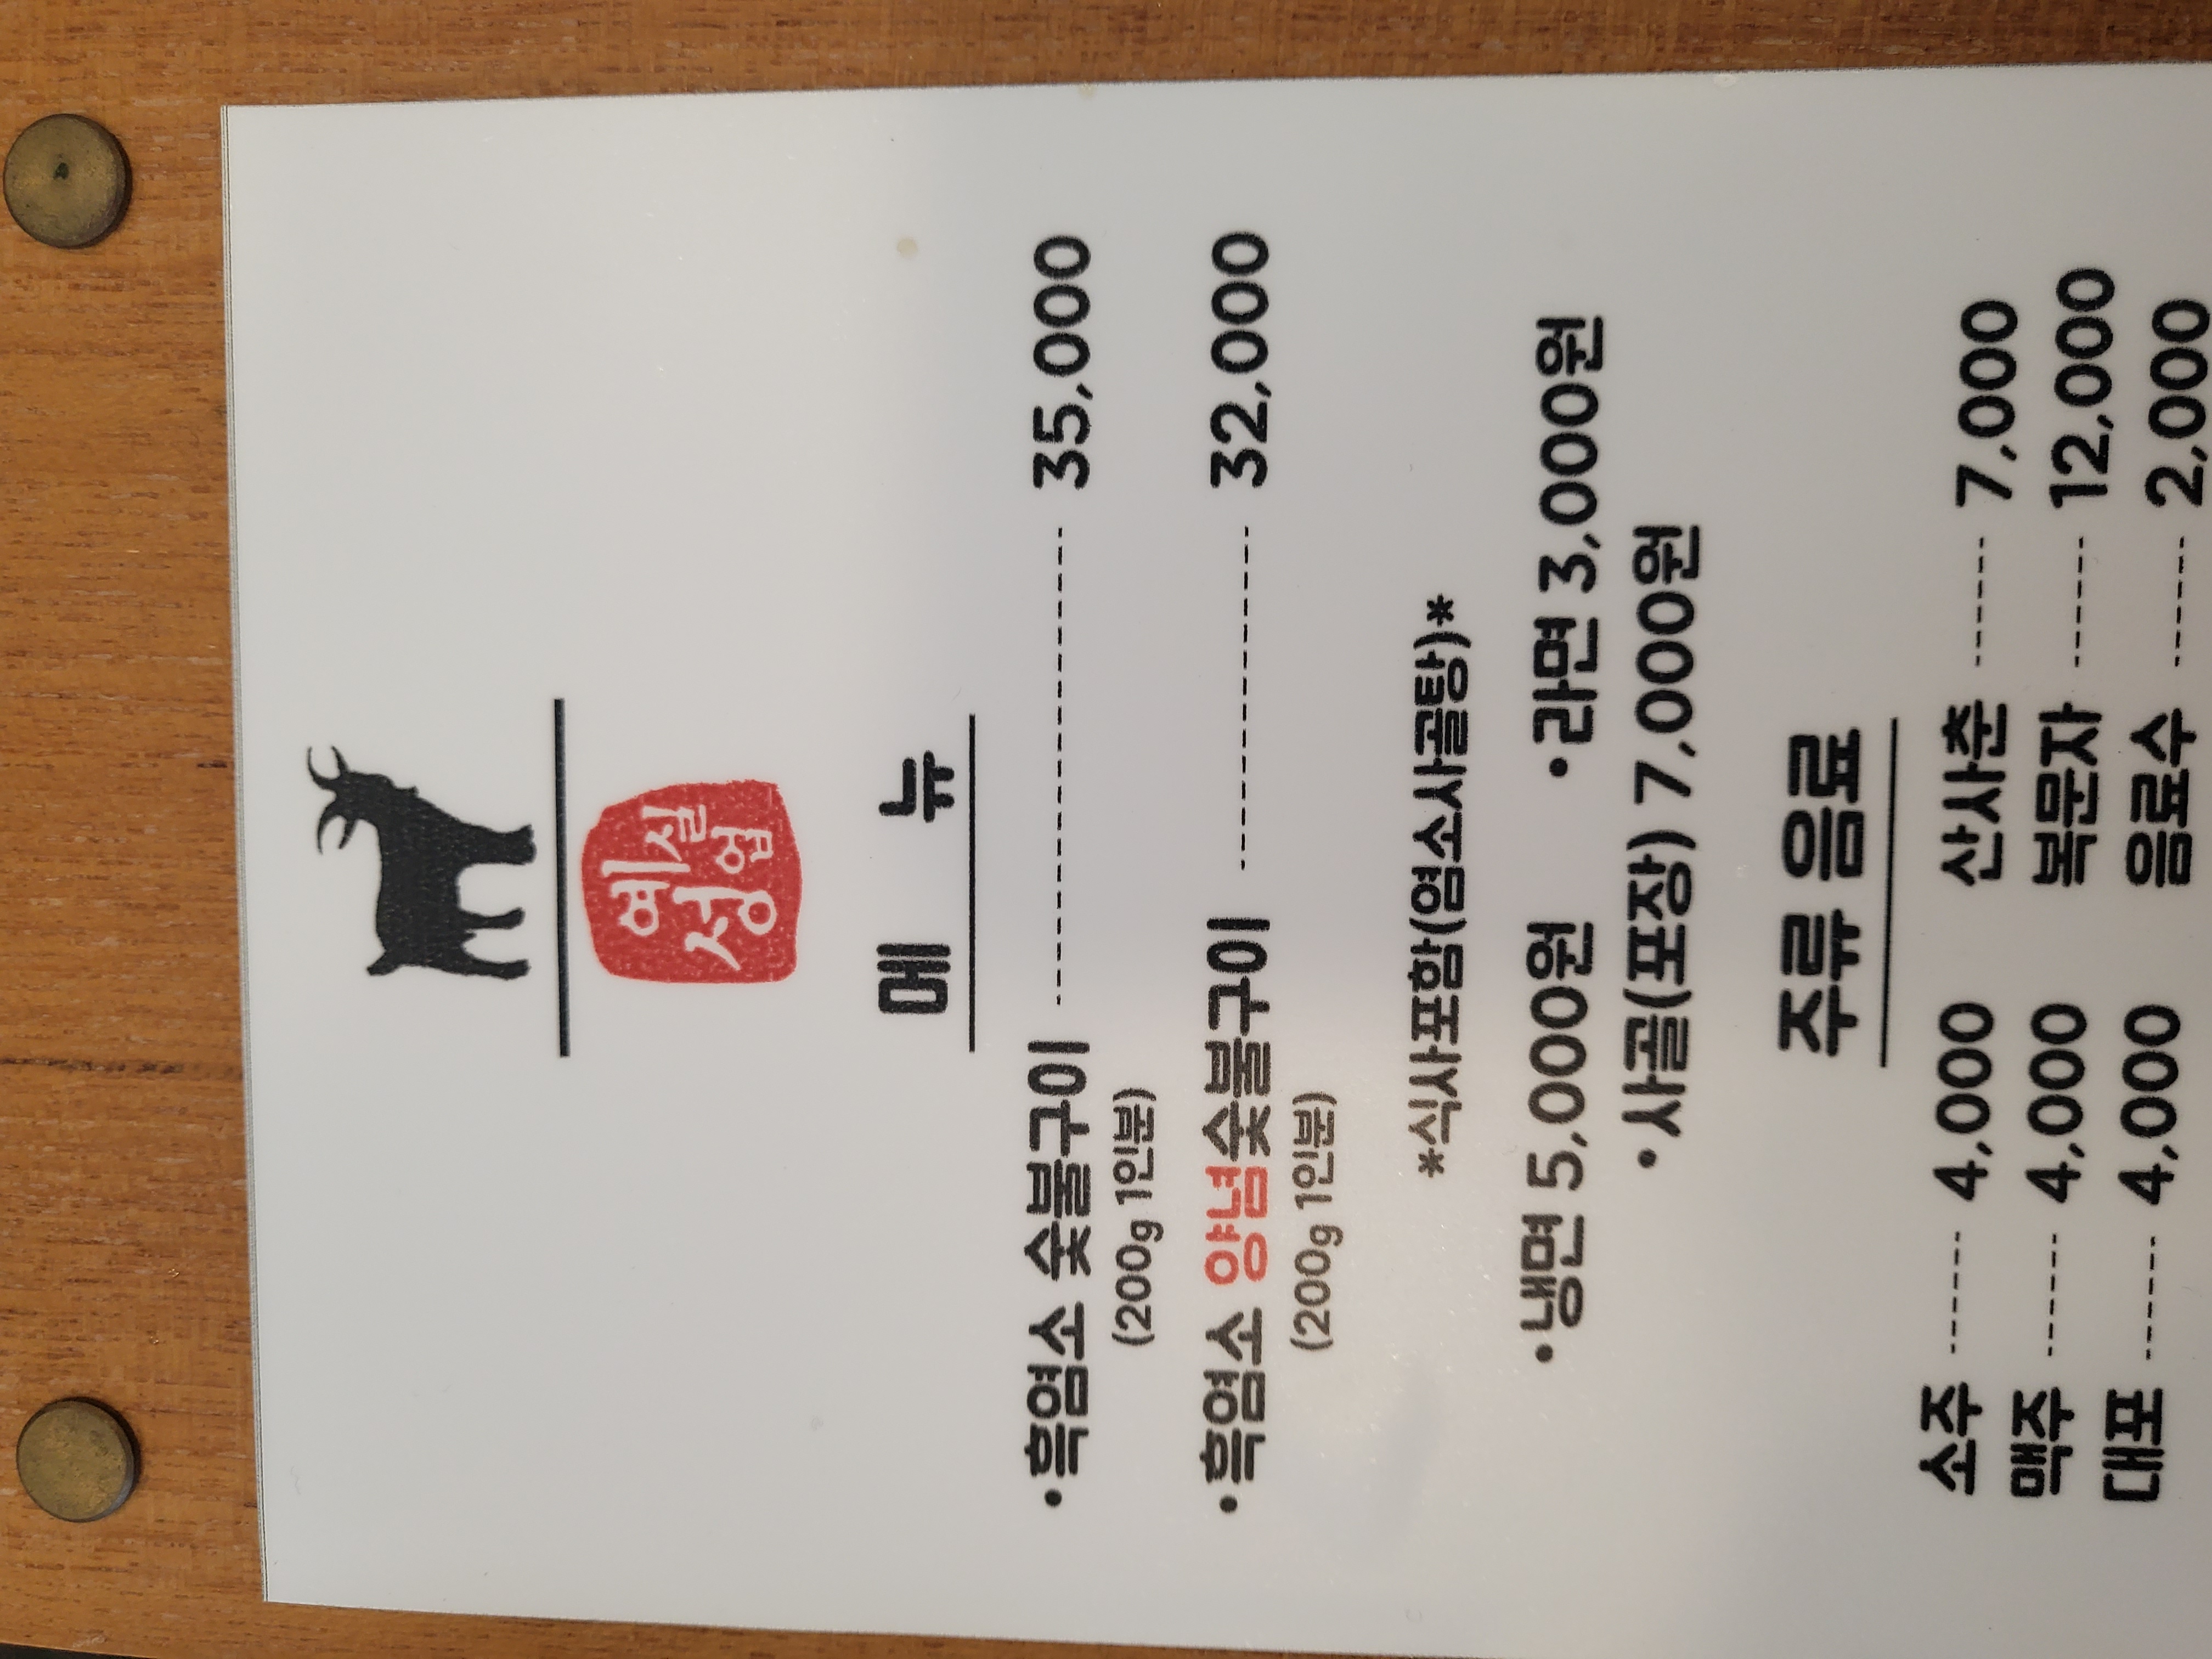 예실
성염
메 뉴
•흑염소 숯불구이 ---------- 35,000
(200g 1인분)
•흑염소 양념숯불구이 ---------- 32,000
(200g 1인분)
*식사포함(염소사골탕)*
•냉면 5,000원 •라면 3,000원
•사골(포장) 7,000원
주류 음료
소주 ------ 4,000 산사춘 ------ 7,000
맥주 ------ 4,000 복문자 ------ 12,000
대포 ------ 4,000 음료수 ------ 2,000